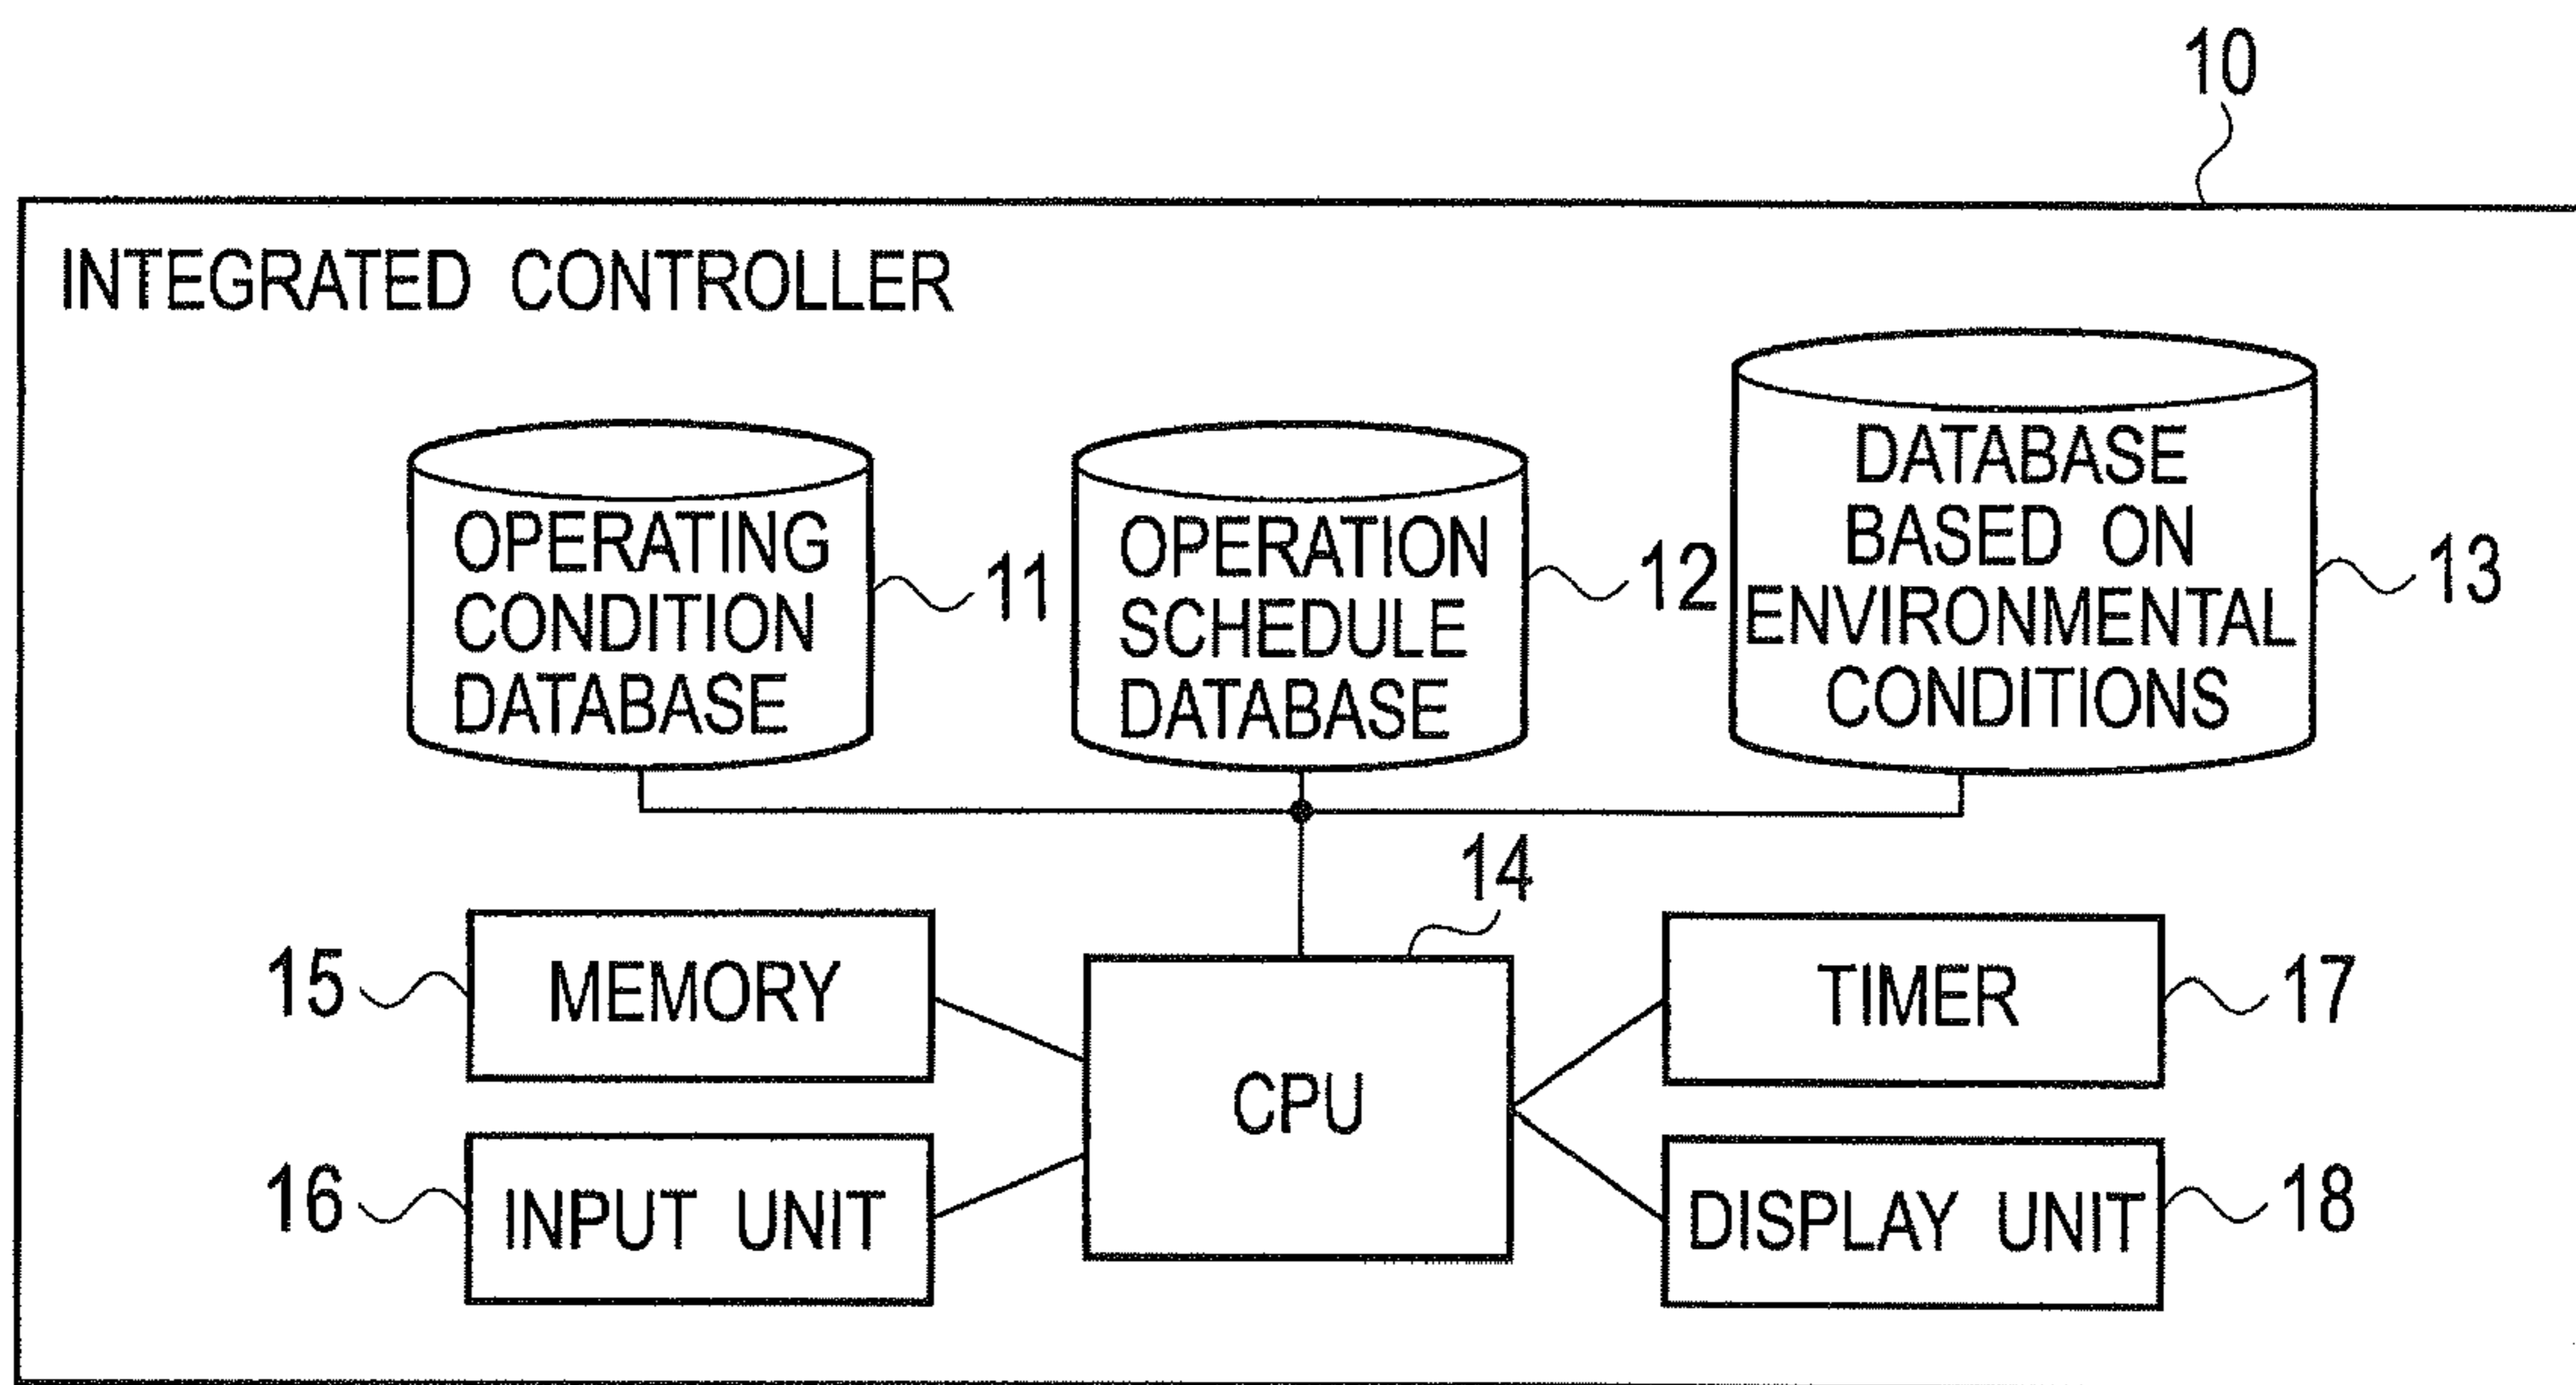 10
INTEGRATED CONTROLLER
OPERATING
CONDITION
DATABASE
11
OPERATION
SCHEDULE
DATABASE
12
DATABASE
BASED ON
ENVIRONMENTAL
CONDITIONS
13
14
15
MEMORY
CPU
TIMER
17
16
INPUT UNIT
DISPLAY UNIT
18